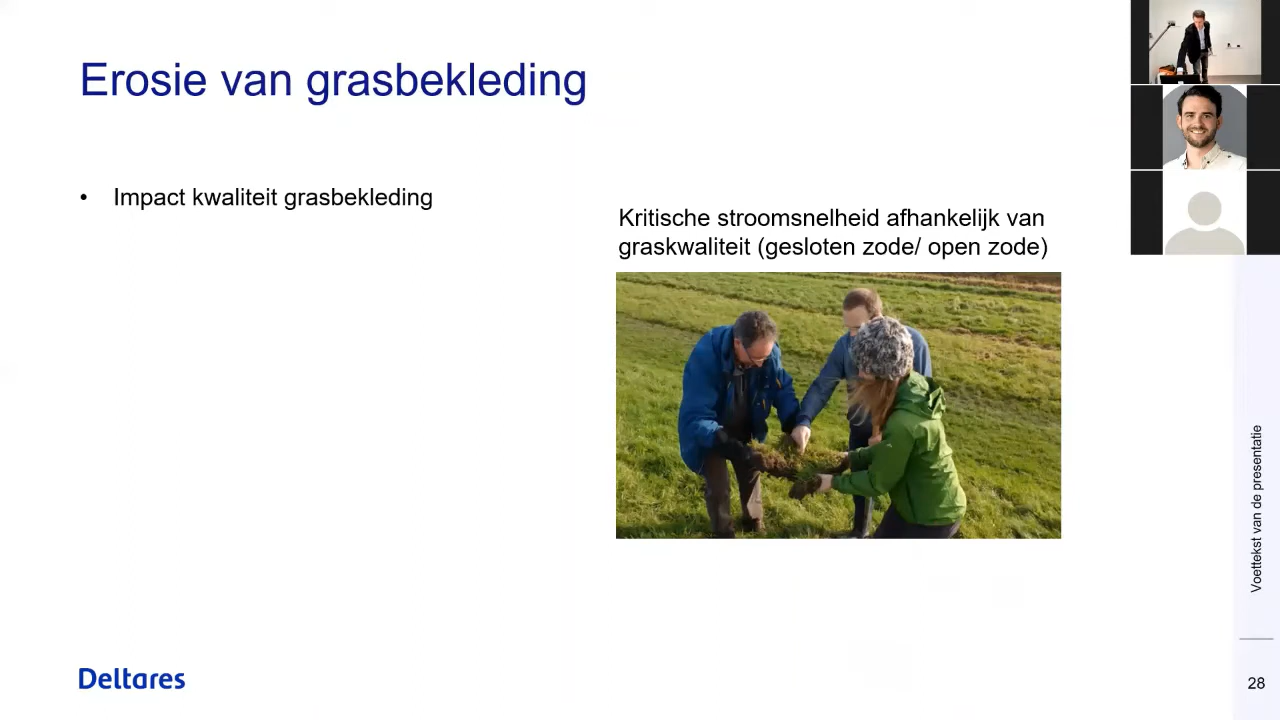 Erosie van grasbekleding
• Impact kwaliteit grasbekleding
Kritische stroomsnelheid afhankelijk van
graskwaliteit (gesloten zode/ open zode)
Voettekst van de presentatie
Deltares
28